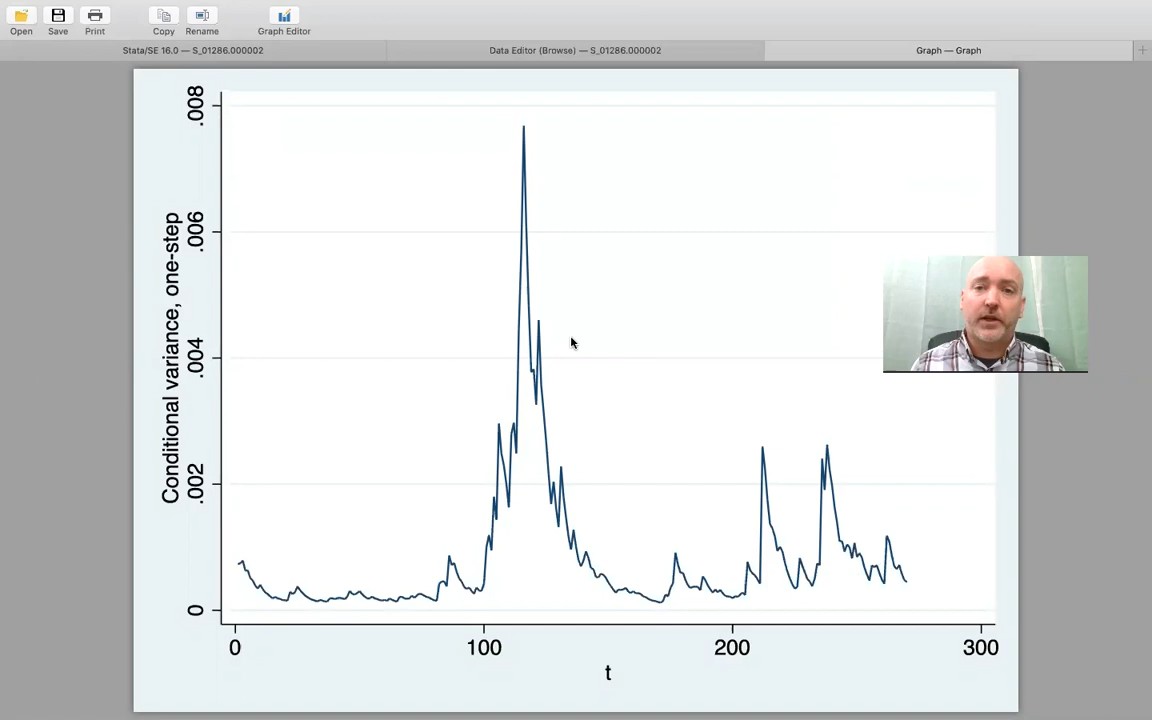 Open Save Print Copy Rename Graph Editor
Stata/SE 16.0 — S_01286.000002 Data Editor (Browse) — S_01286.000002 Graph — Graph +
Conditional variance, one-step
.008
.006
.004
.002
0
0 100 200 300
t